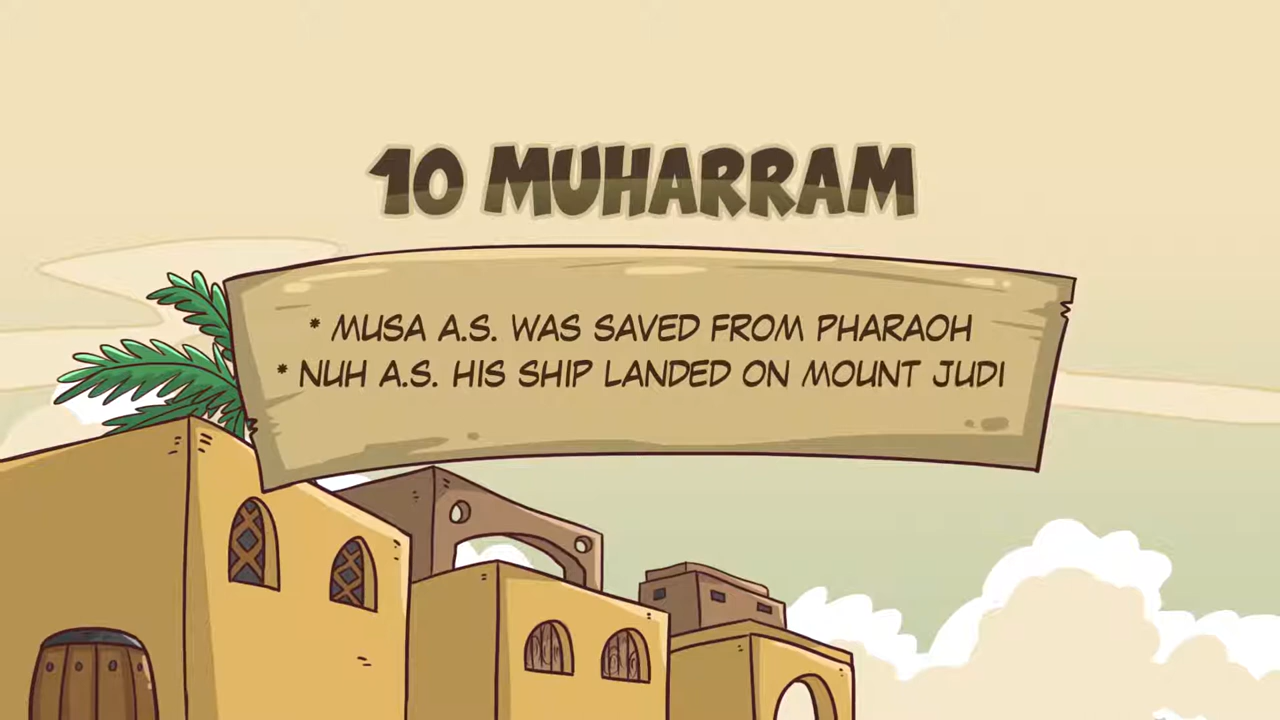 10 MUHARRAM
* MUSA A.S. WAS SAVED FROM PHARAOH
* NUH A.S. HIS SHIP LANDED ON MOUNT JUDI